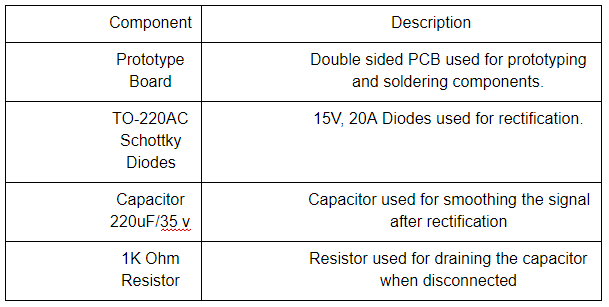 Component Description
Prototype Board Double sided PCB used for prototyping
and soldering components.
TO-220AC
Schottky
Diodes
15V, 20A Diodes used for rectification.
Capacitor
220uF/35 v
Capacitor used for smoothing the signal
after rectification
1K Ohm
Resistor
Resistor used for draining the capacitor
when disconnected